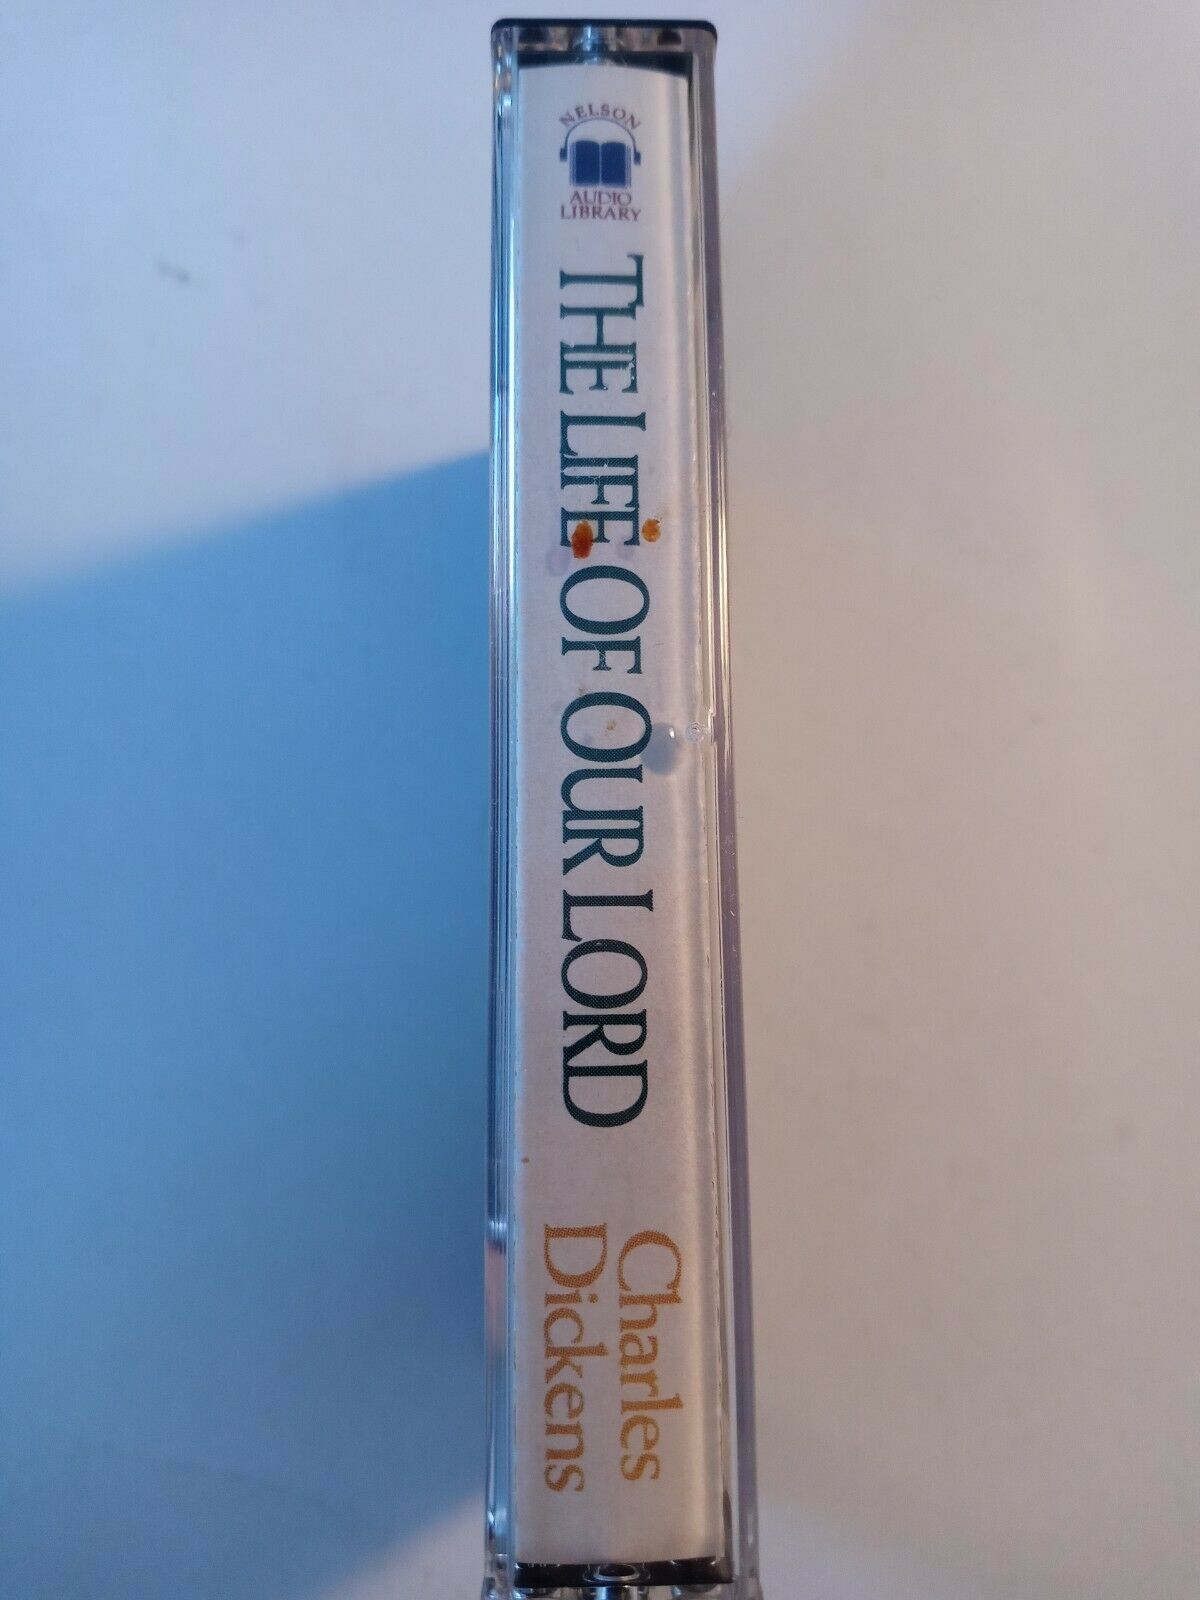 NELSON
AUDIO
LIBRARY
THE LIFE OF OUR LORD
Charles
Dickens